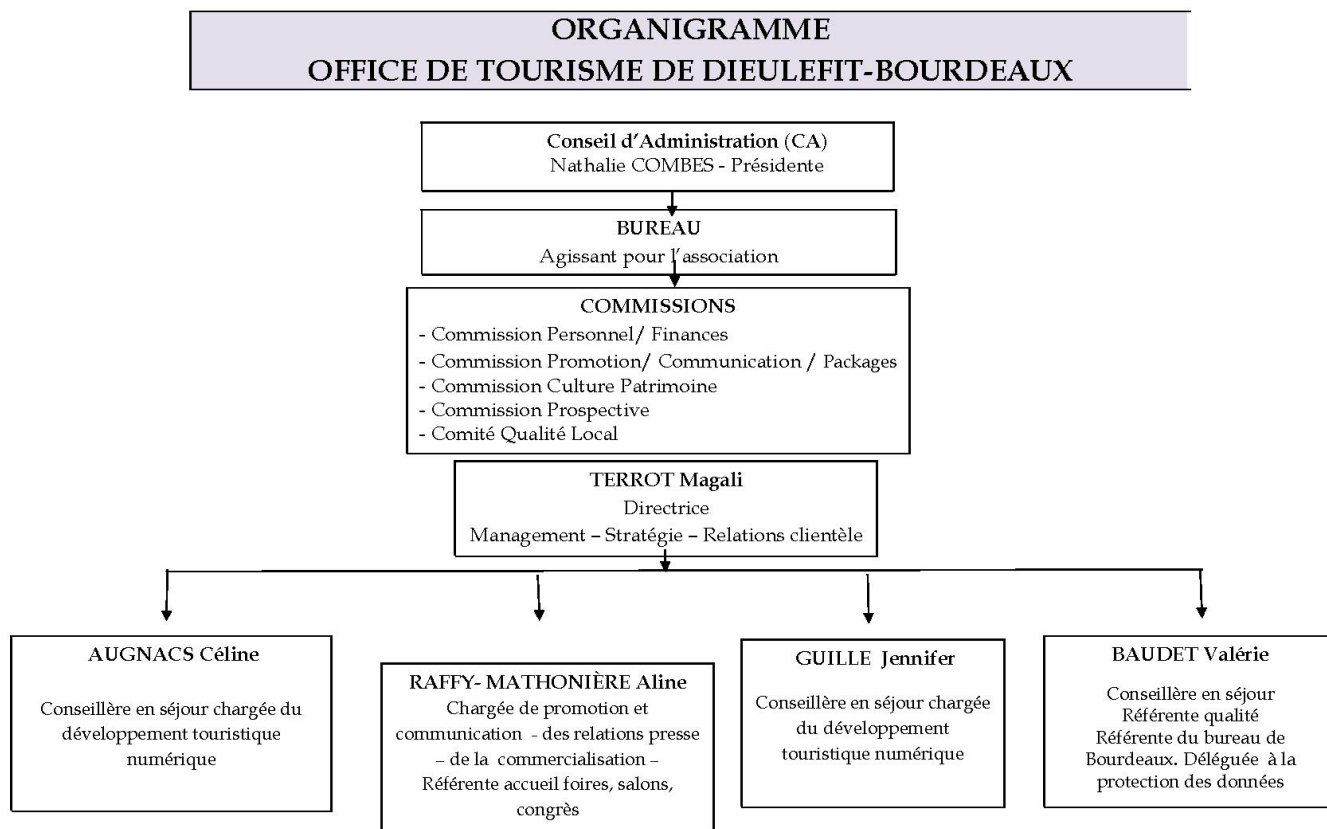 ORGANIGRAMME
OFFICE DE TOURISME DE DIEULEFIT-BOURDEAUX
Conseil d'Administration (CA)
Nathalie COMBES - Présidente
BUREAU
Agissant pour l'association
COMMISSIONS
- Commission Personnel/ Finances
- Commission Promotion/ Communication / Packages
- Commission Culture Patrimoine
- Commission Prospective
- Comité Qualité Local
TERROT Magali
Directrice
Management – Stratégie – Relations clientèle
AUGNACS Céline
Conseillère en séjour chargée du
développement touristique
numérique
RAFFY- MATHONIÈRE Aline
Chargée de promotion et
communication - des relations presse
– de la commercialisation –
Référente accueil foires, salons,
congrès
GUILLE Jennifer
Conseillère en séjour chargée
du développement
touristique numérique
BAUDET Valérie
Conseillère en séjour
Référente qualité
Référente du bureau de
Bourdeaux. Déléguée à la
protection des données